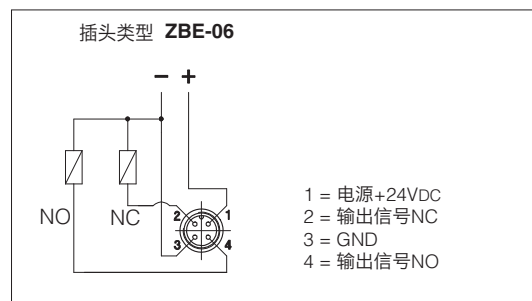 插头类型 ZBE-06
− +
NO NC
2 1
3 4
1 = 电源+24VDC
2 = 输出信号NC
3 = GND
4 = 输出信号NO